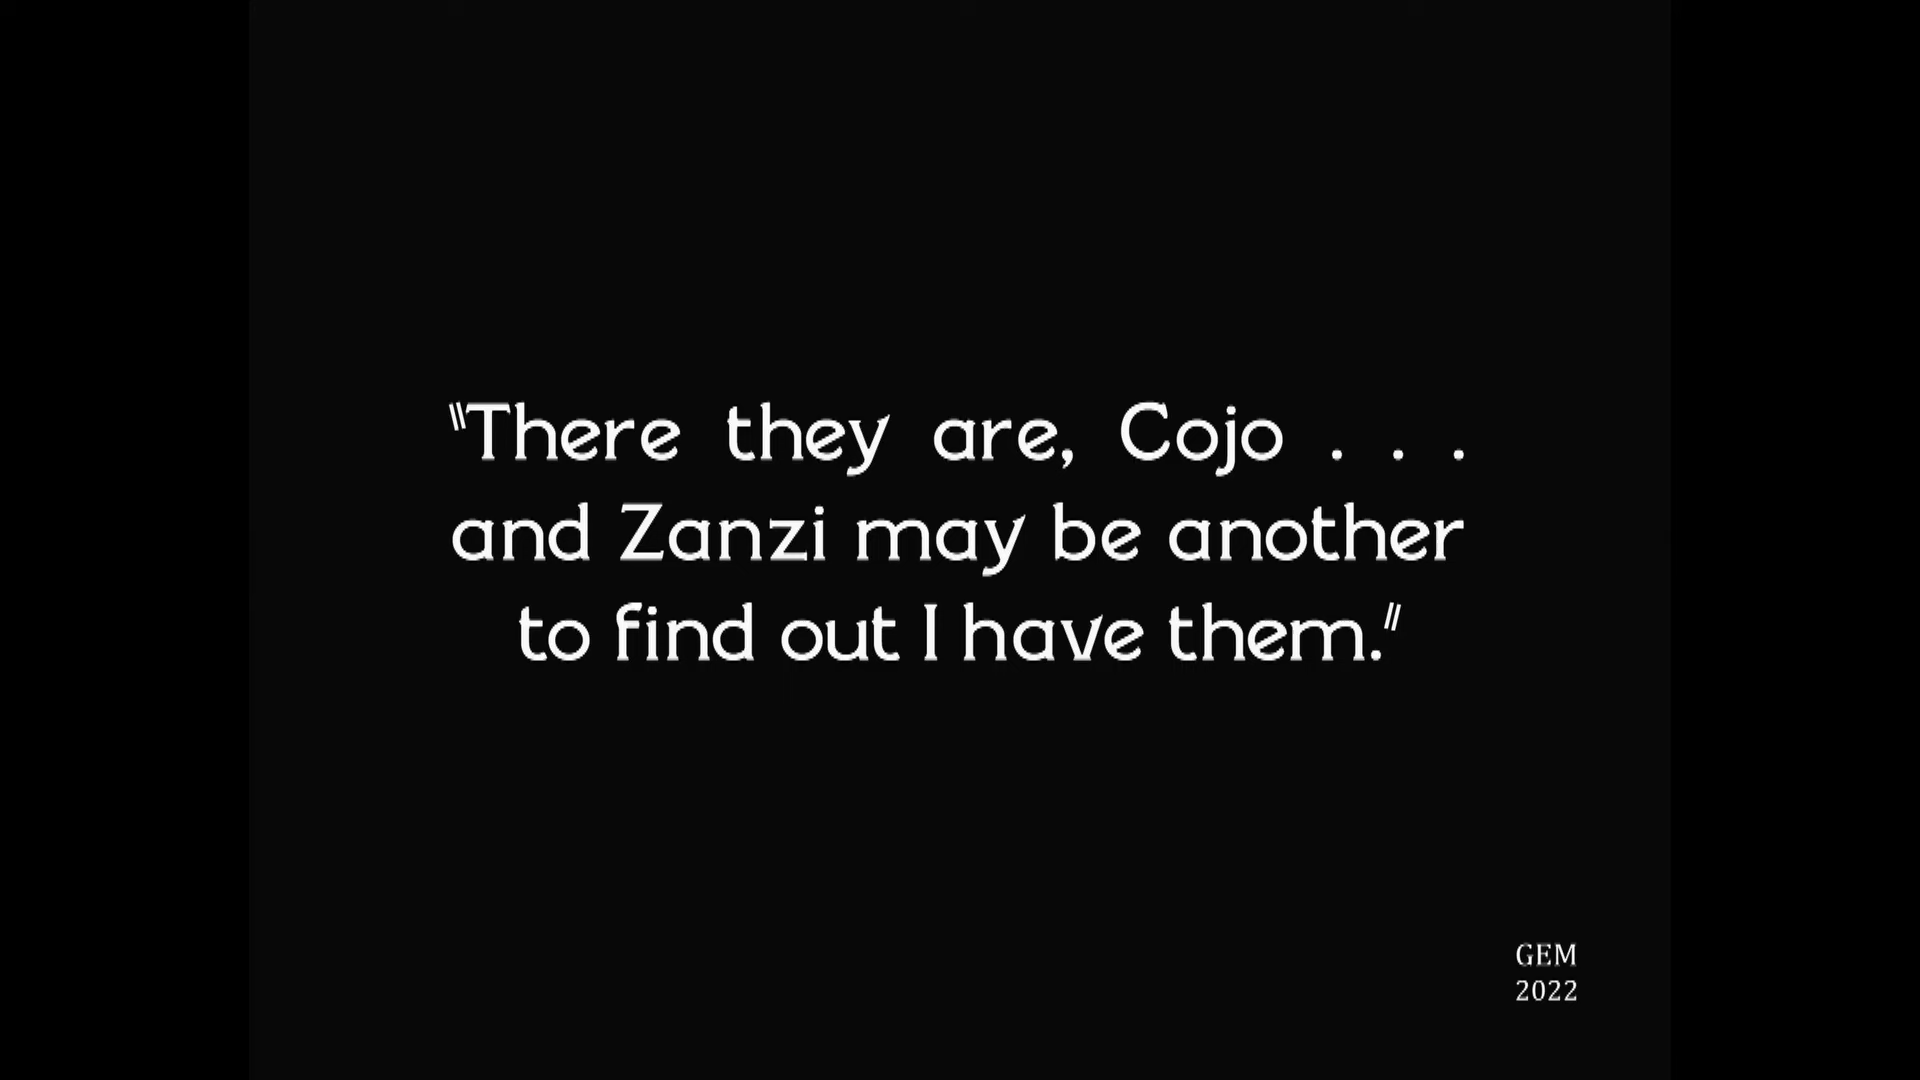 "There they are, Cojo . . .
and Zanzi may be another
to find out I have them."
GEM
2022